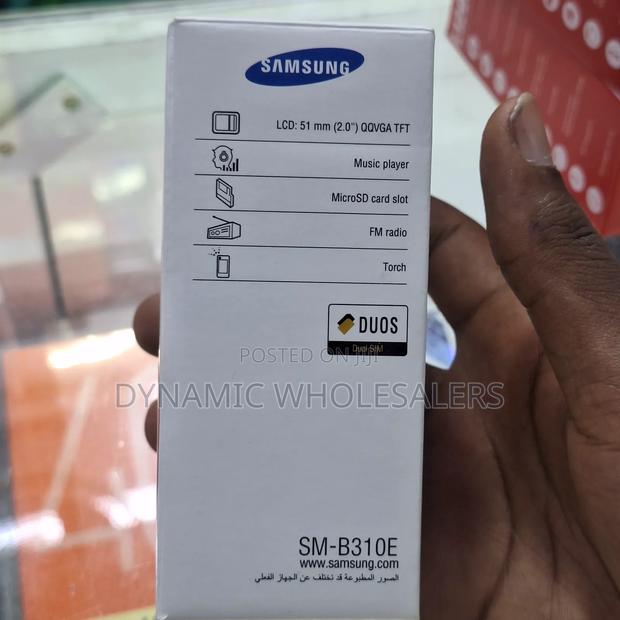 SAMSUNG
LCD: 51 mm (2.0") QQVGA TFT
Music player
MicroSD card slot
FM radio
Torch
DUOS
Dual SIM
POSTED ON JIJI
DYNAMIC WHOLESALERS
SM-B310E
www.samsung.com
الصور المطبوعة قد تختلف عن الجهاز الفعلي